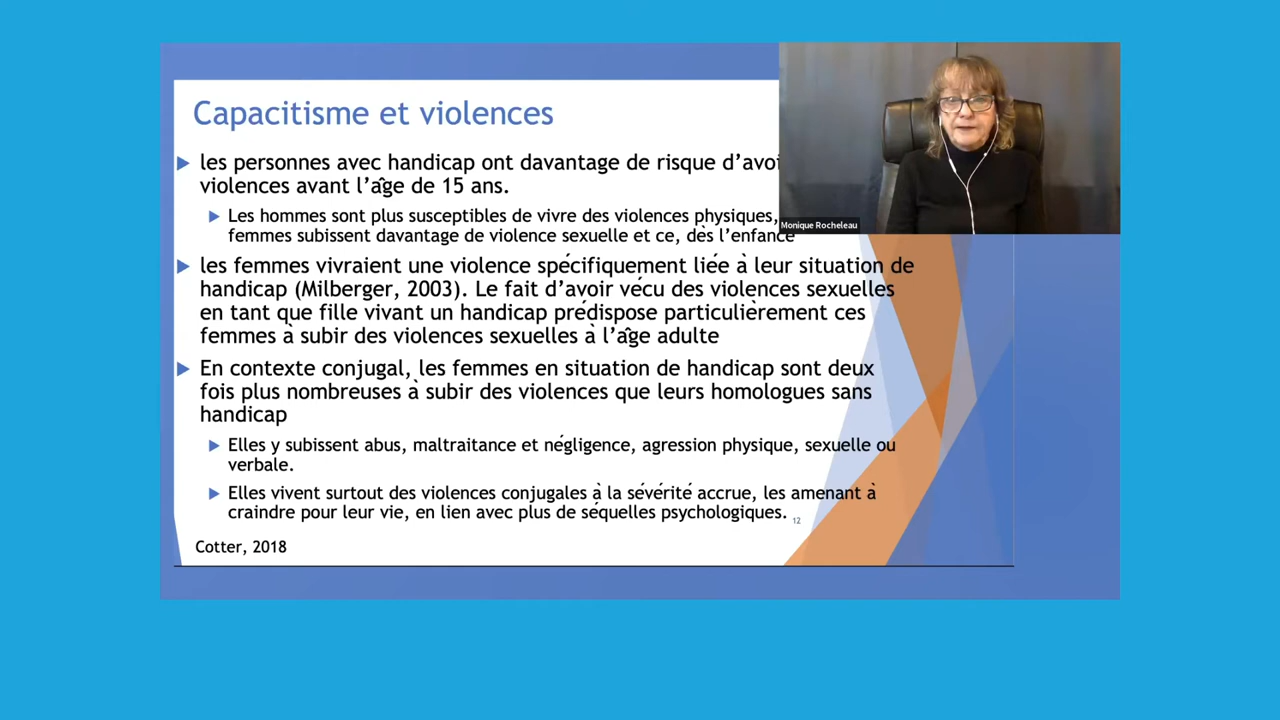 Capacitisme et violences
les personnes avec handicap ont davantage de risque d'avoi
violences avant l'âge de 15 ans.
Les hommes sont plus susceptibles de vivre des violences physiques,
femmes subissent davantage de violence sexuelle et ce, dès l'enfance
les femmes vivraient une violence spécifiquement liée à leur situation de
handicap (Milberger, 2003). Le fait d'avoir vécu des violences sexuelles
en tant que fille vivant un handicap prédispose particulièrement ces
femmes à subir des violences sexuelles à l'âge adulte
En contexte conjugal, les femmes en situation de handicap sont deux
fois plus nombreuses à subir des violences que leurs homologues sans
handicap
Elles y subissent abus, maltraitance et négligence, agression physique, sexuelle ou
verbale.
Elles vivent surtout des violences conjugales à la sévérité accrue, les amenant à
craindre pour leur vie, en lien avec plus de séquelles psychologiques.
12
Cotter, 2018
Monique Rocheleau